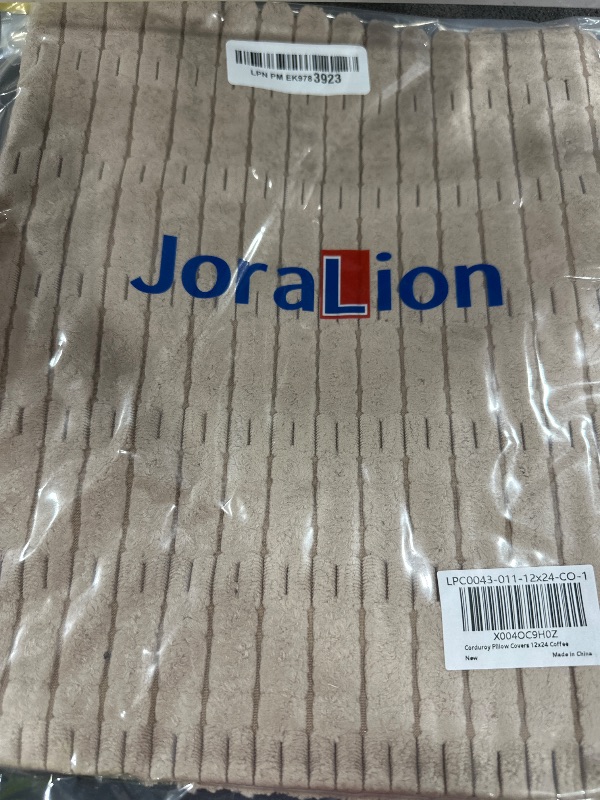 LPN PM EK978 3923
JoraLion
LPC0043-011-12x24-CO-1
X004OC9H0Z
Corduroy Pillow Covers 12x24 Coffee
New Made in China